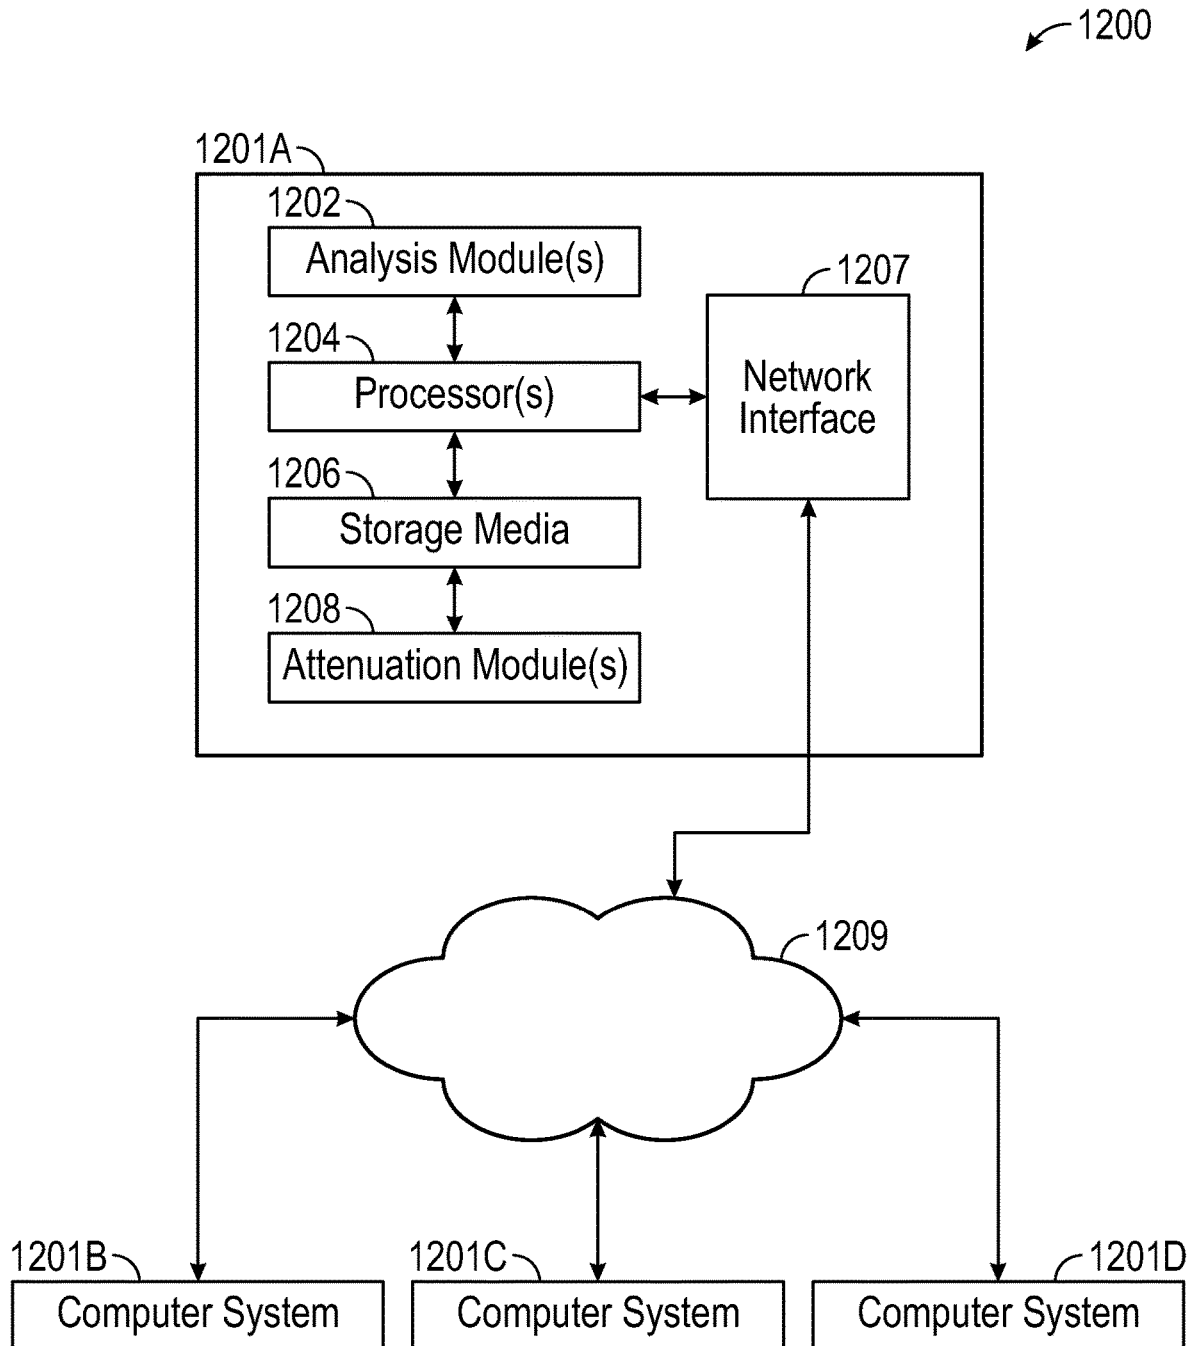 1200
1201A
1202
Analysis Module(s)
1207
1204
Processor(s)
Network
Interface
1206
Storage Media
1208
Attenuation Module(s)
1209
1201B
1201C
1201D
Computer System
Computer System
Computer System